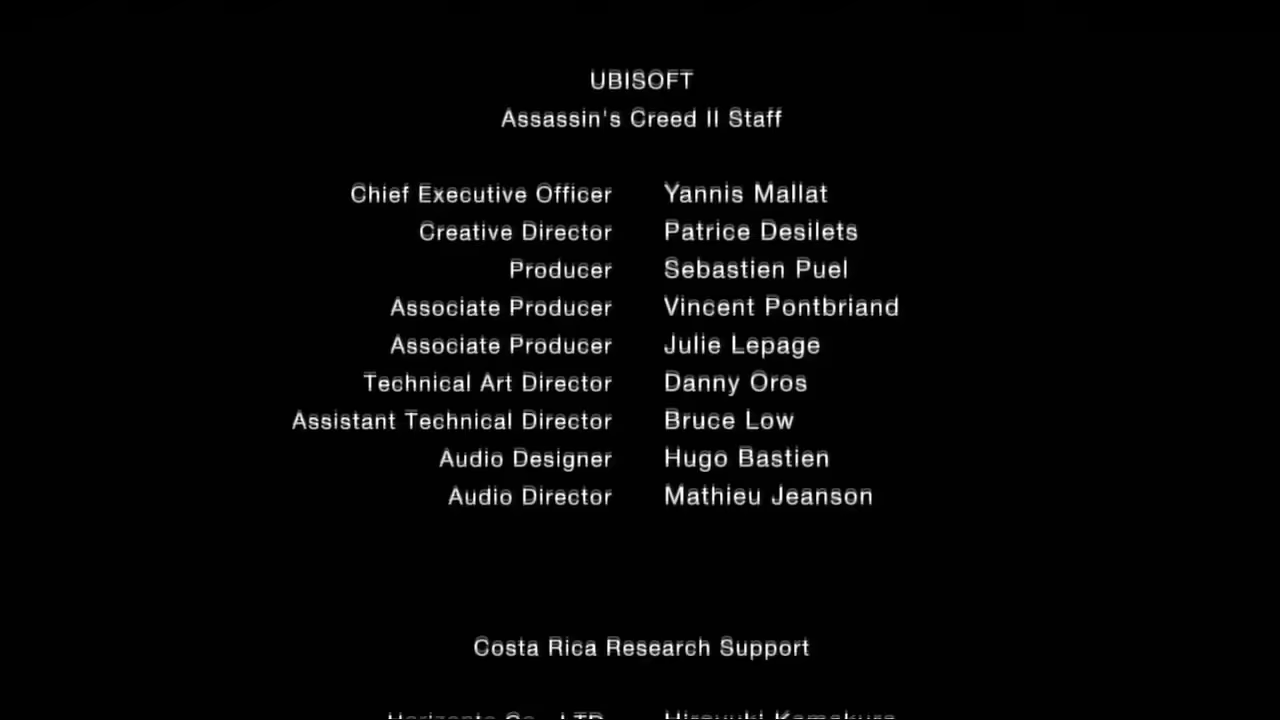 UBISOFT
Assassin's Creed II Staff
Chief Executive Officer Yannis Mallat
Creative Director Patrice Desilets
Producer Sebastien Puel
Associate Producer Vincent Pontbriand
Associate Producer Julie Lepage
Technical Art Director Danny Oros
Assistant Technical Director Bruce Low
Audio Designer Hugo Bastien
Audio Director Mathieu Jeanson
Costa Rica Research Support